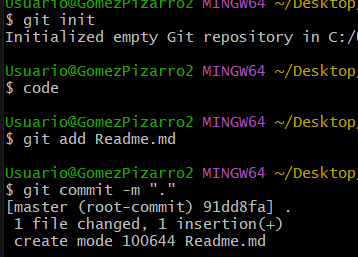 $ git init
Initialized empty Git repository in C:/
Usuario@GomezPizarro2 MINGW64 ~/Desktop/
$ code
Usuario@GomezPizarro2 MINGW64 ~/Desktop/
$ git add Readme.md
Usuario@GomezPizarro2 MINGW64 ~/Desktop/
$ git commit -m "."
[master (root-commit) 91dd8fa] .
1 file changed, 1 insertion(+)
create mode 100644 Readme.md